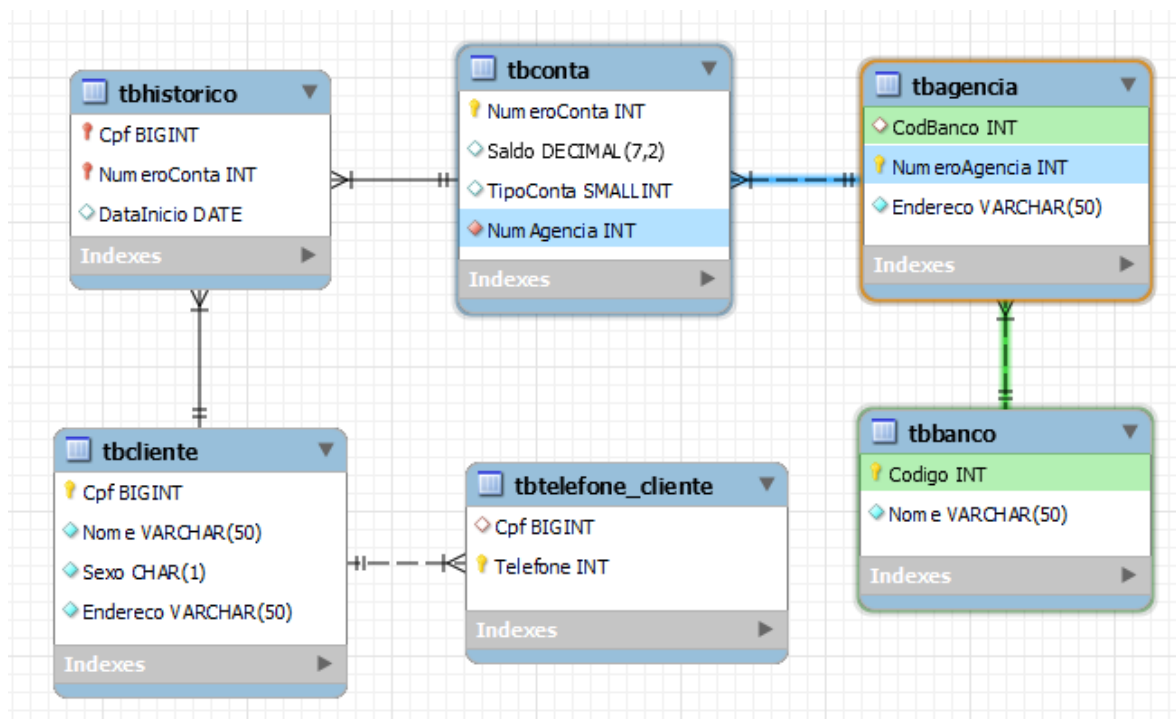 tbhistorico
Cpf BIGINT
NumeroConta INT
DataInicio DATE
Indexes
tbconta
NumeroConta INT
Saldo DECIMAL(7,2)
TipoConta SMALLINT
NumAgencia INT
Indexes
tbagencia
CodBanco INT
NumeroAgencia INT
Endereco VARCHAR(50)
Indexes
tbcliente
Cpf BIGINT
Nome VARCHAR(50)
Sexo CHAR(1)
Endereco VARCHAR(50)
Indexes
tbtelefone_cliente
Cpf BIGINT
Telefone INT
Indexes
tbbanco
Codigo INT
Nome VARCHAR(50)
Indexes